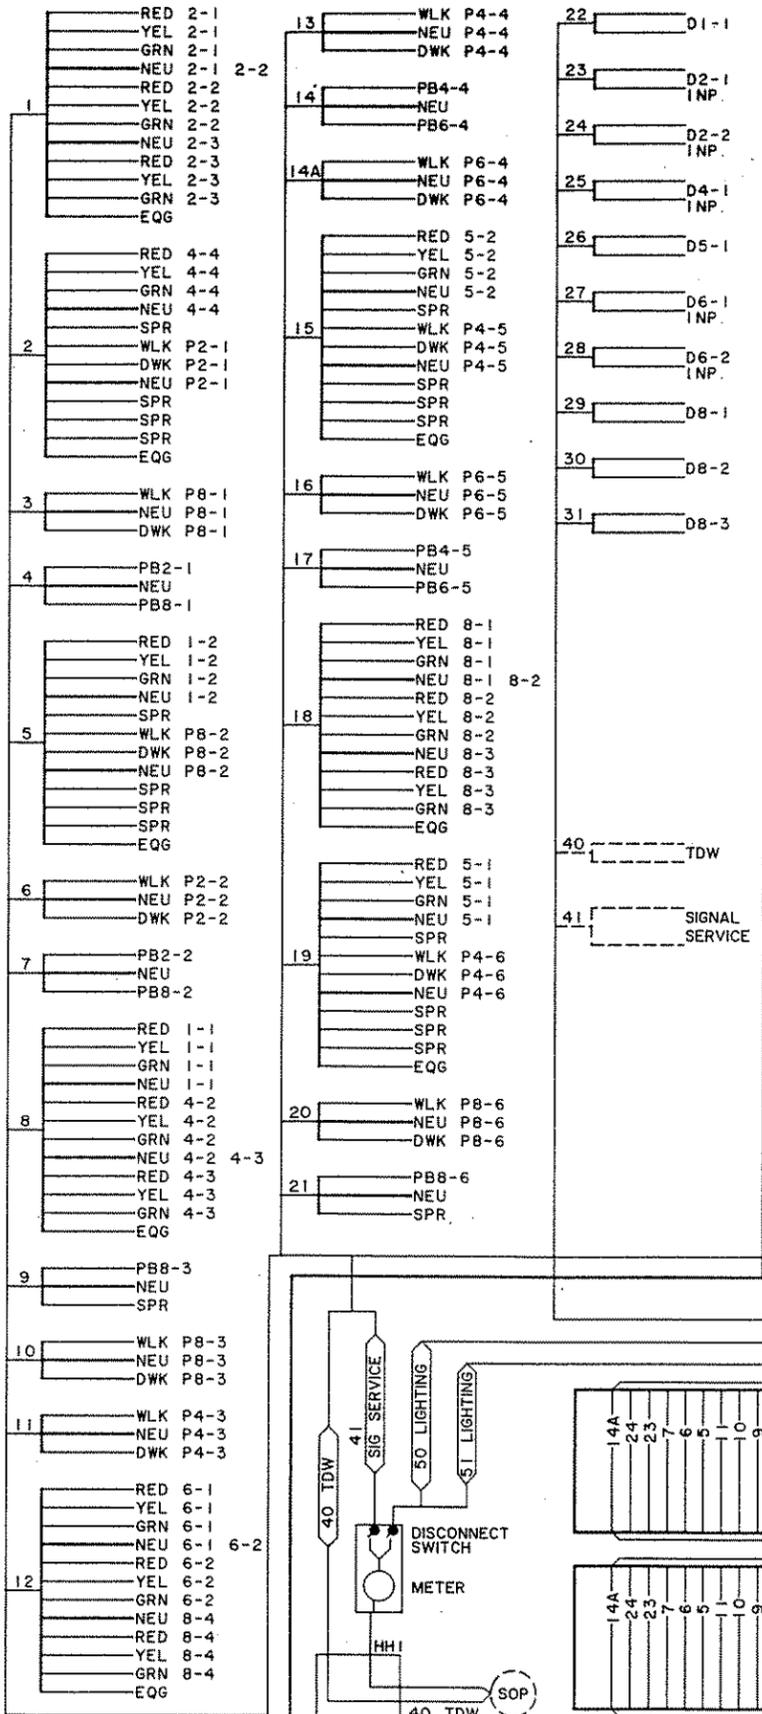 1
RED 2-1
YEL 2-1
GRN 2-1
NEU 2-1 2-2
RED 2-2
YEL 2-2
GRN 2-2
NEU 2-3
RED 2-3
YEL 2-3
GRN 2-3
EQG
2
RED 4-4
YEL 4-4
GRN 4-4
NEU 4-4
SPR
WLK P2-1
DWK P2-1
NEU P2-1
SPR
SPR
SPR
EQG
3
WLK P8-1
NEU P8-1
DWK P8-1
4
PB2-1
NEU
PB8-1
5
RED 1-2
YEL 1-2
GRN 1-2
NEU 1-2
SPR
WLK P8-2
DWK P8-2
NEU P8-2
SPR
SPR
SPR
EQG
6
WLK P2-2
NEU P2-2
DWK P2-2
7
PB2-2
NEU
PB8-2
8
RED 1-1
YEL 1-1
GRN 1-1
NEU 1-1
RED 4-2
YEL 4-2
GRN 4-2
NEU 4-2 4-3
RED 4-3
YEL 4-3
GRN 4-3
EQG
9
PB8-3
NEU
SPR
10
WLK P8-3
NEU P8-3
DWK P8-3
11
WLK P4-3
NEU P4-3
DWK P4-3
12
RED 6-1
YEL 6-1
GRN 6-1
NEU 6-1 6-2
RED 6-2
YEL 6-2
GRN 6-2
NEU 8-4
RED 8-4
YEL 8-4
GRN 8-4
EQG
13
WLK P4-4
NEU P4-4
DWK P4-4
14
PB4-4
NEU
PB6-4
14A
WLK P6-4
NEU P6-4
DWK P6-4
15
RED 5-2
YEL 5-2
GRN 5-2
NEU 5-2
SPR
WLK P4-5
DWK P4-5
NEU P4-5
SPR
SPR
SPR
EQG
16
WLK P6-5
NEU P6-5
DWK P6-5
17
PB4-5
NEU
PB6-5
18
RED 8-1
YEL 8-1
GRN 8-1
NEU 8-1 8-2
RED 8-2
YEL 8-2
GRN 8-2
NEU 8-3
RED 8-3
YEL 8-3
GRN 8-3
EQG
19
RED 5-1
YEL 5-1
GRN 5-1
NEU 5-1
SPR
WLK P4-6
DWK P4-6
NEU P4-6
SPR
SPR
SPR
EQG
20
WLK P8-6
NEU P8-6
DWK P8-6
21
PB8-6
NEU
SPR
22
D1-1
23
D2-1
INP.
24
D2-2
INP.
25
D4-1
INP.
26
D5-1
27
D6-1
INP.
28
D6-2
INP.
29
D8-1
30
D8-2
31
D8-3
40
TDW
41
SIGNAL
SERVICE
40 TDW
41
SIG SERVICE
50 LIGHTING
51 LIGHTING
DISCONNECT
SWITCH
METER
HH1
SOP
40 TDW
14A
24
23
7
6
5
11
10
9
14A
24
23
7
6
5
11
10
9